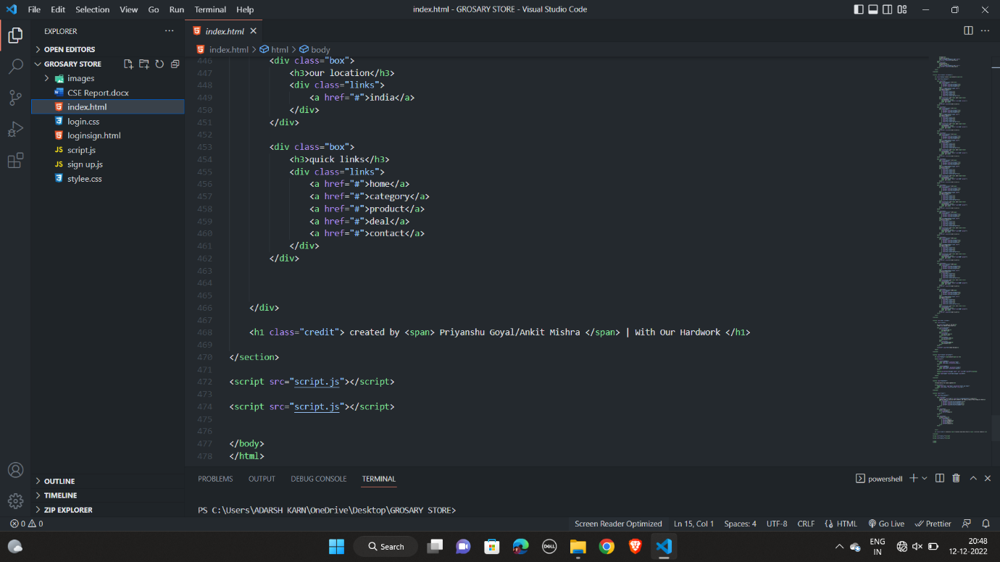 File Edit Selection View Go Run Terminal Help
index.html - GROSARY STORE - Visual Studio Code
EXPLORER
index.html
OPEN EDITORS
index.html > html > body
GROSARY STORE
images
CSE Report.docx
index.html
login.css
loginsign.html
script.js
sign up.js
stylee.css
446 <div class="box">
447 <h3>our location</h3>
448 <div class="links">
449 <a href="#">india</a>
450 </div>
451 </div>
452
453 <div class="box">
454 <h3>quick links</h3>
455 <div class="links">
456 <a href="#">home</a>
457 <a href="#">category</a>
458 <a href="#">product</a>
459 <a href="#">deal</a>
460 <a href="#">contact</a>
461 </div>
462 </div>
463
464
465
466 </div>
467
468 <h1 class="credit"> created by <span> Priyanshu Goyal/Ankit Mishra </span> | With Our Hardwork </h1>
469
470 </section>
471
472 <script src="script.js"></script>
473
474 <script src="script.js"></script>
475
476
477 </body>
478 </html>
OUTLINE
TIMELINE
ZIP EXPLORER
PROBLEMS OUTPUT DEBUG CONSOLE TERMINAL
powershell
PS C:\Users\ADARSH KARN\OneDrive\Desktop\GROSARY STORE>
0 0
Screen Reader Optimized Ln 15, Col 1 Spaces: 4 UTF-8 CRLF HTML Go Live Prettier
Search
DELL
ENG
IN
20:48
12-12-2022